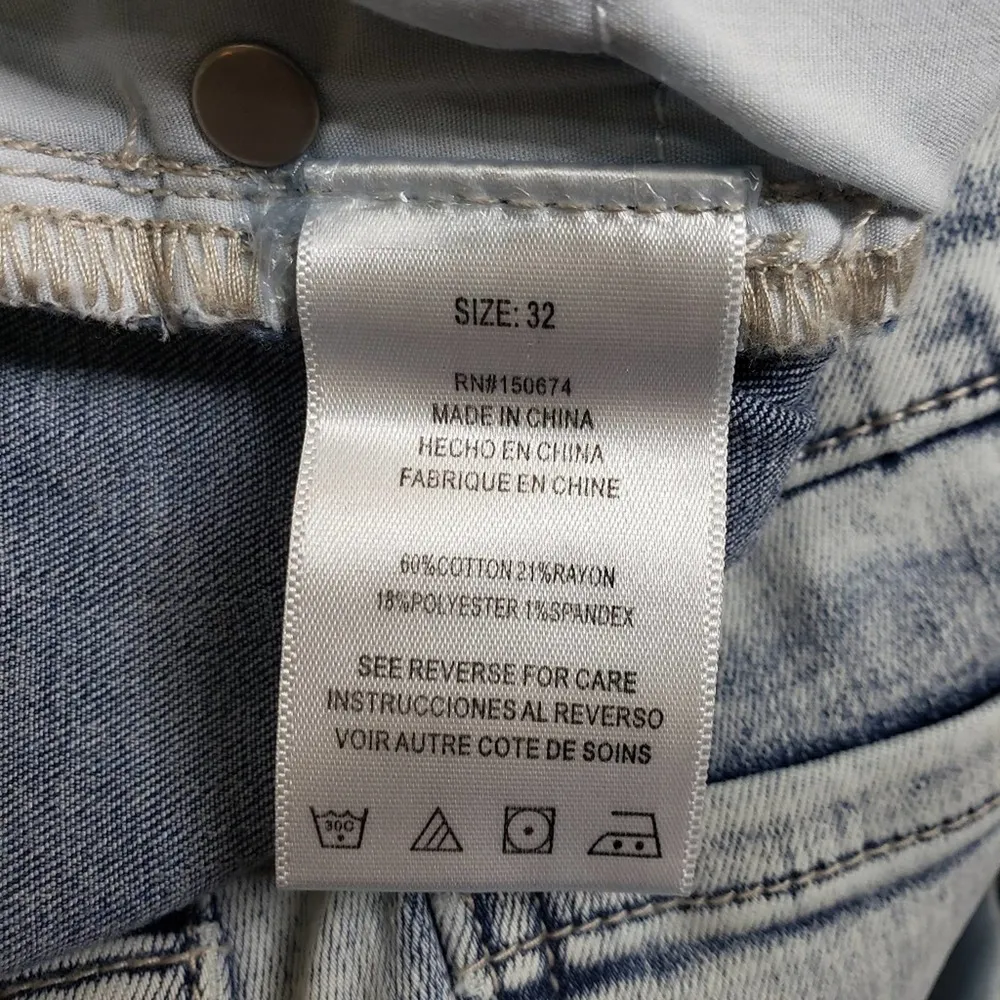 SIZE: 32
RN#150674
MADE IN CHINA
HECHO EN CHINA
FABRIQUE EN CHINE
60%COTTON 21%RAYON
18%POLYESTER 1%SPANDEX
SEE REVERSE FOR CARE
INSTRUCCIONES AL REVERSO
VOIR AUTRE COTE DE SOINS
30C